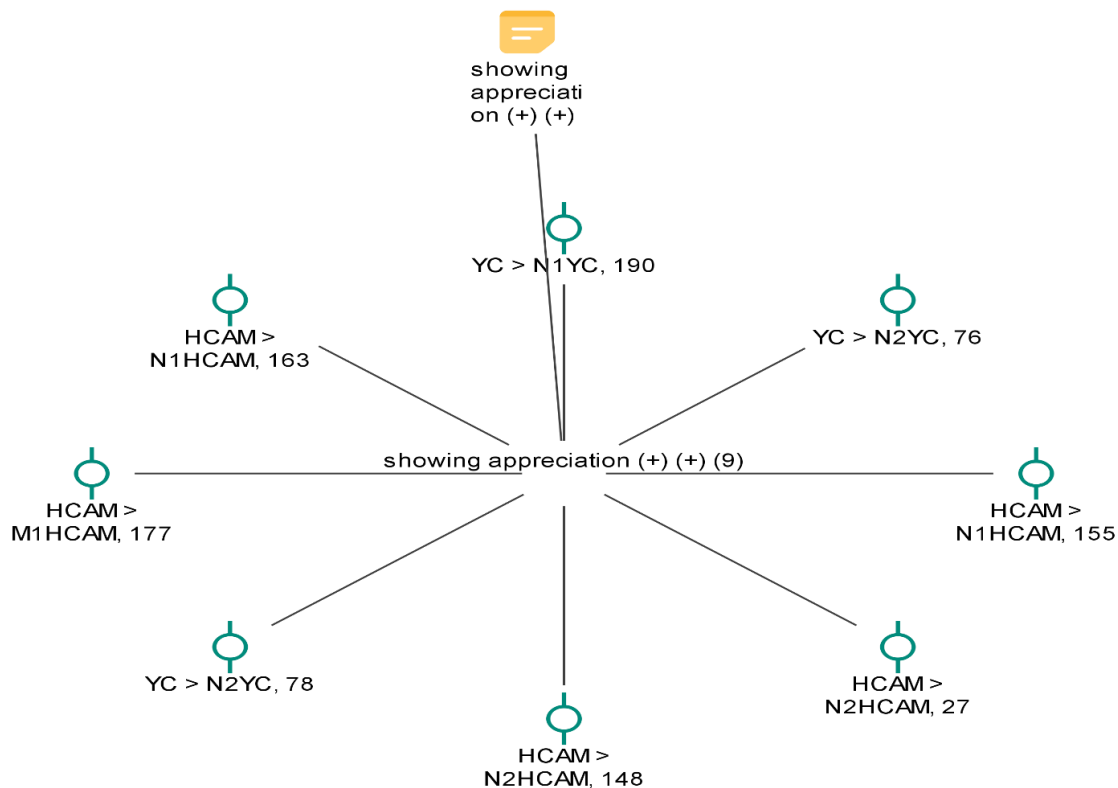 showing
appreciati
on (+) (+)
YC > N1YC, 190
HCAM >
N1HCAM, 163
YC > N2YC, 76
showing appreciation (+) (+) (9)
HCAM >
M1HCAM, 177
HCAM >
N1HCAM, 155
YC > N2YC, 78
HCAM >
N2HCAM, 27
HCAM >
N2HCAM, 148